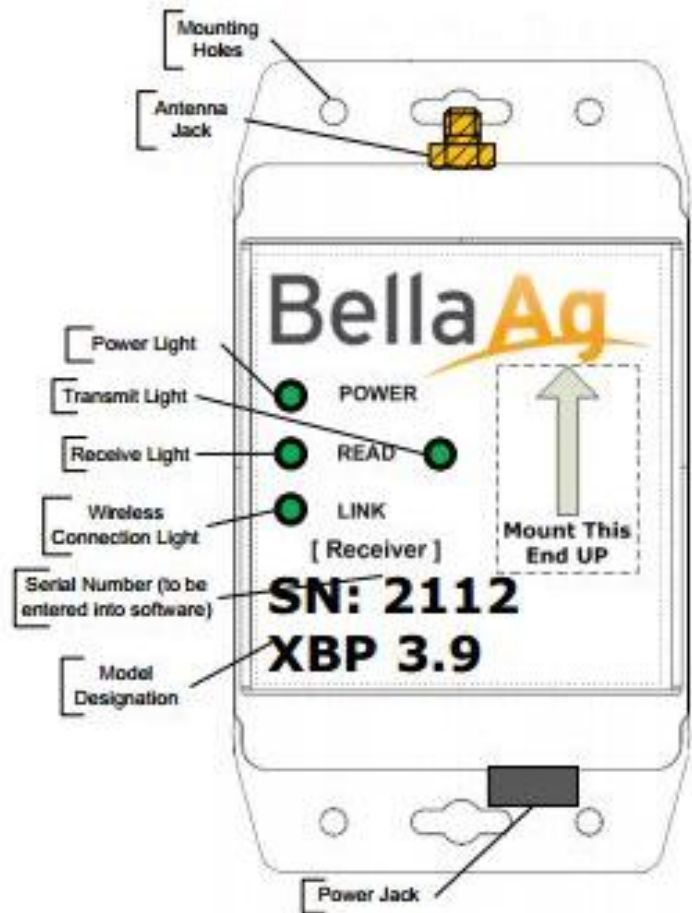 Mounting
Holes
Antenna
Jack
Bella Ag
Power Light
POWER
Transmit Light
Receive Light
READ
Wireless
Connection Light
LINK
Mount This
End UP
[ Receiver ]
Serial Number (to be
entered into software)
SN: 2112
XBP 3.9
Model
Designation
Power Jack